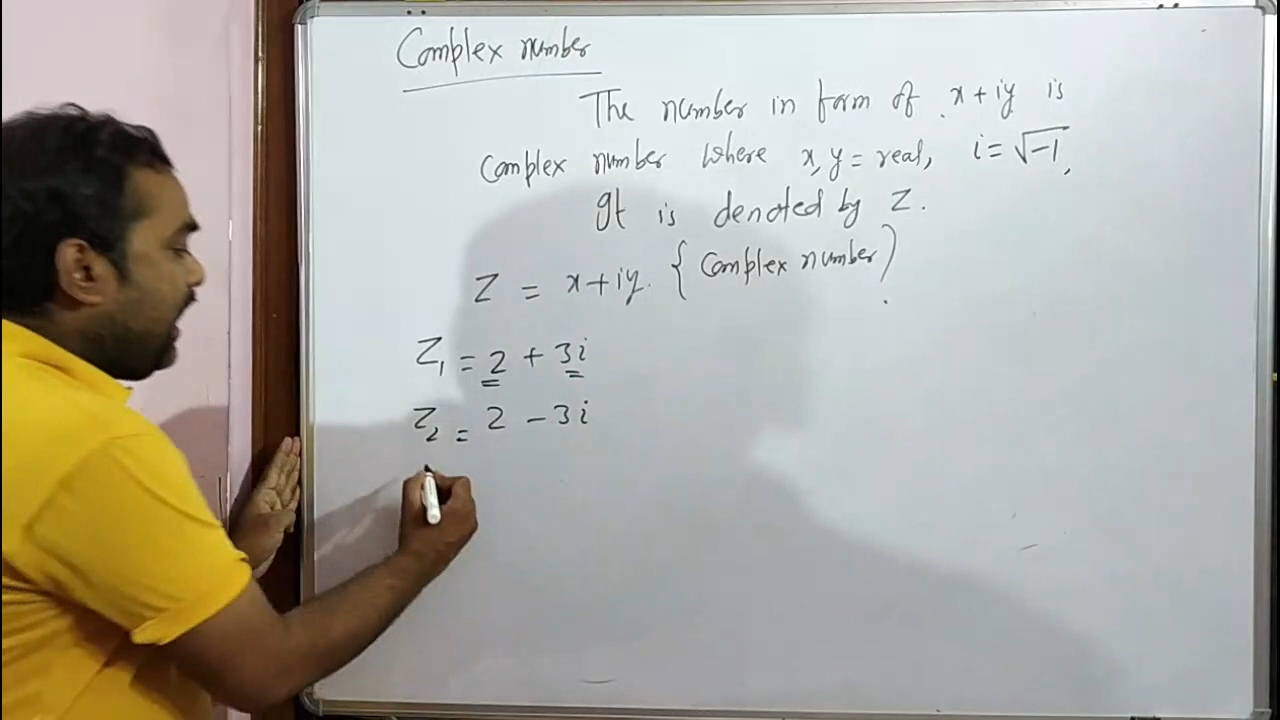 Complex number
The number in form of x+iy is
complex number where x, y = real, i = √-1,
It is denoted by Z.
Z = x+iy. { Complex number )
Z₁ = 2 + 3i
Z₂ = 2 - 3i